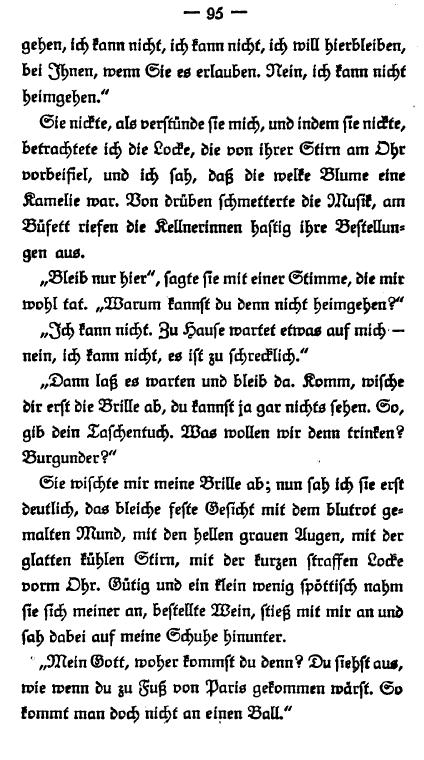 — 95 —
gehen, ich kann nicht, ich kann nicht, ich will hierbleiben,
bei Ihnen, wenn Sie es erlauben. Nein, ich kann nicht
heimgehen.“
Sie nickte, als verstünde sie mich, und indem sie nickte,
betrachtete ich die Locke, die von ihrer Stirn am Ohr
vorbeifiel, und ich sah, daß die welke Blume eine
Kamelie war. Von drüben schmetterte die Musik, am
Büfett riefen die Kellnerinnen hastig ihre Bestellun-
gen aus.
„Bleib nur hier“, sagte sie mit einer Stimme, die mir
wohl tat. „Warum kannst du denn nicht heimgehen?“
„Ich kann nicht. Zu Hause wartet etwas auf mich —
nein, ich kann nicht, es ist zu schrecklich.“
„Dann laß es warten und bleib da. Komm, wische
dir erst die Brille ab, du kannst ja gar nichts sehen. So,
gib dein Taschentuch. Was wollen wir denn trinken?
Burgunder?“
Sie wischte mir meine Brille ab; nun sah ich sie erst
deutlich, das bleiche feste Gesicht mit dem blutrot ge-
malten Mund, mit den hellen grauen Augen, mit der
glatten kühlen Stirn, mit der kurzen straffen Locke
vorm Ohr. Gütig und ein klein wenig spöttisch nahm
sie sich meiner an, bestellte Wein, stieß mit mir an und
sah dabei auf meine Schuhe hinunter.
„Mein Gott, woher kommst du denn? Du siehst aus,
wie wenn du zu Fuß von Paris gekommen wärst. So
kommt man doch nicht an einen Ball.“